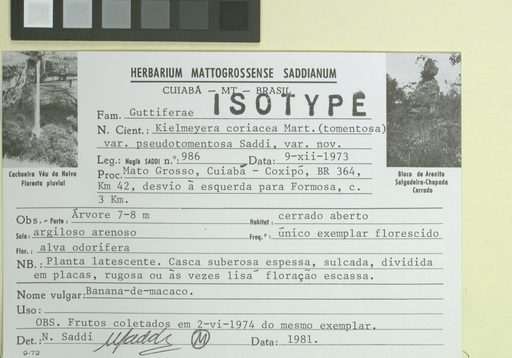 HERBARIUM MATTOGROSSENSE SADDIANUM
CUIABÁ – MT – BRASIL
ISOTYPE
Fam. Guttiferae
N. Cient.: Kielmeyera coriacea Mart.(tomentosa)
var. pseudotomentosa Saddi, var. nov.
Leg.: Nagib SADDI n.º: 986 Data: 9-xii-1973
Proc. Mato Grosso, Cuiabá - Coxipó, BR 364,
Km 42, desvio à esquerda para Formosa, c.
3 Km.
Cachoeira Véu da Noiva
Floresta pluvial
Bloco de Arenito
Salgadeira-Chapada
Cerrado
Obs. - Porte: Árvore 7-8 m Habitat: cerrado aberto
Solo: argiloso arenoso Freq.ª: único exemplar florescido
Flor.: alva odorifera
NB.: Planta latescente. Casca suberosa espessa, sulcada, dividida
em placas, rugosa ou às vezes lisa floração escassa.
Nome vulgar: Banana-de-macaco.
Uso:
OBS. Frutos coletados em 2-vi-1974 do mesmo exemplar.
Det.: N. Saddi NSaddi M Data: 1981.
9-72